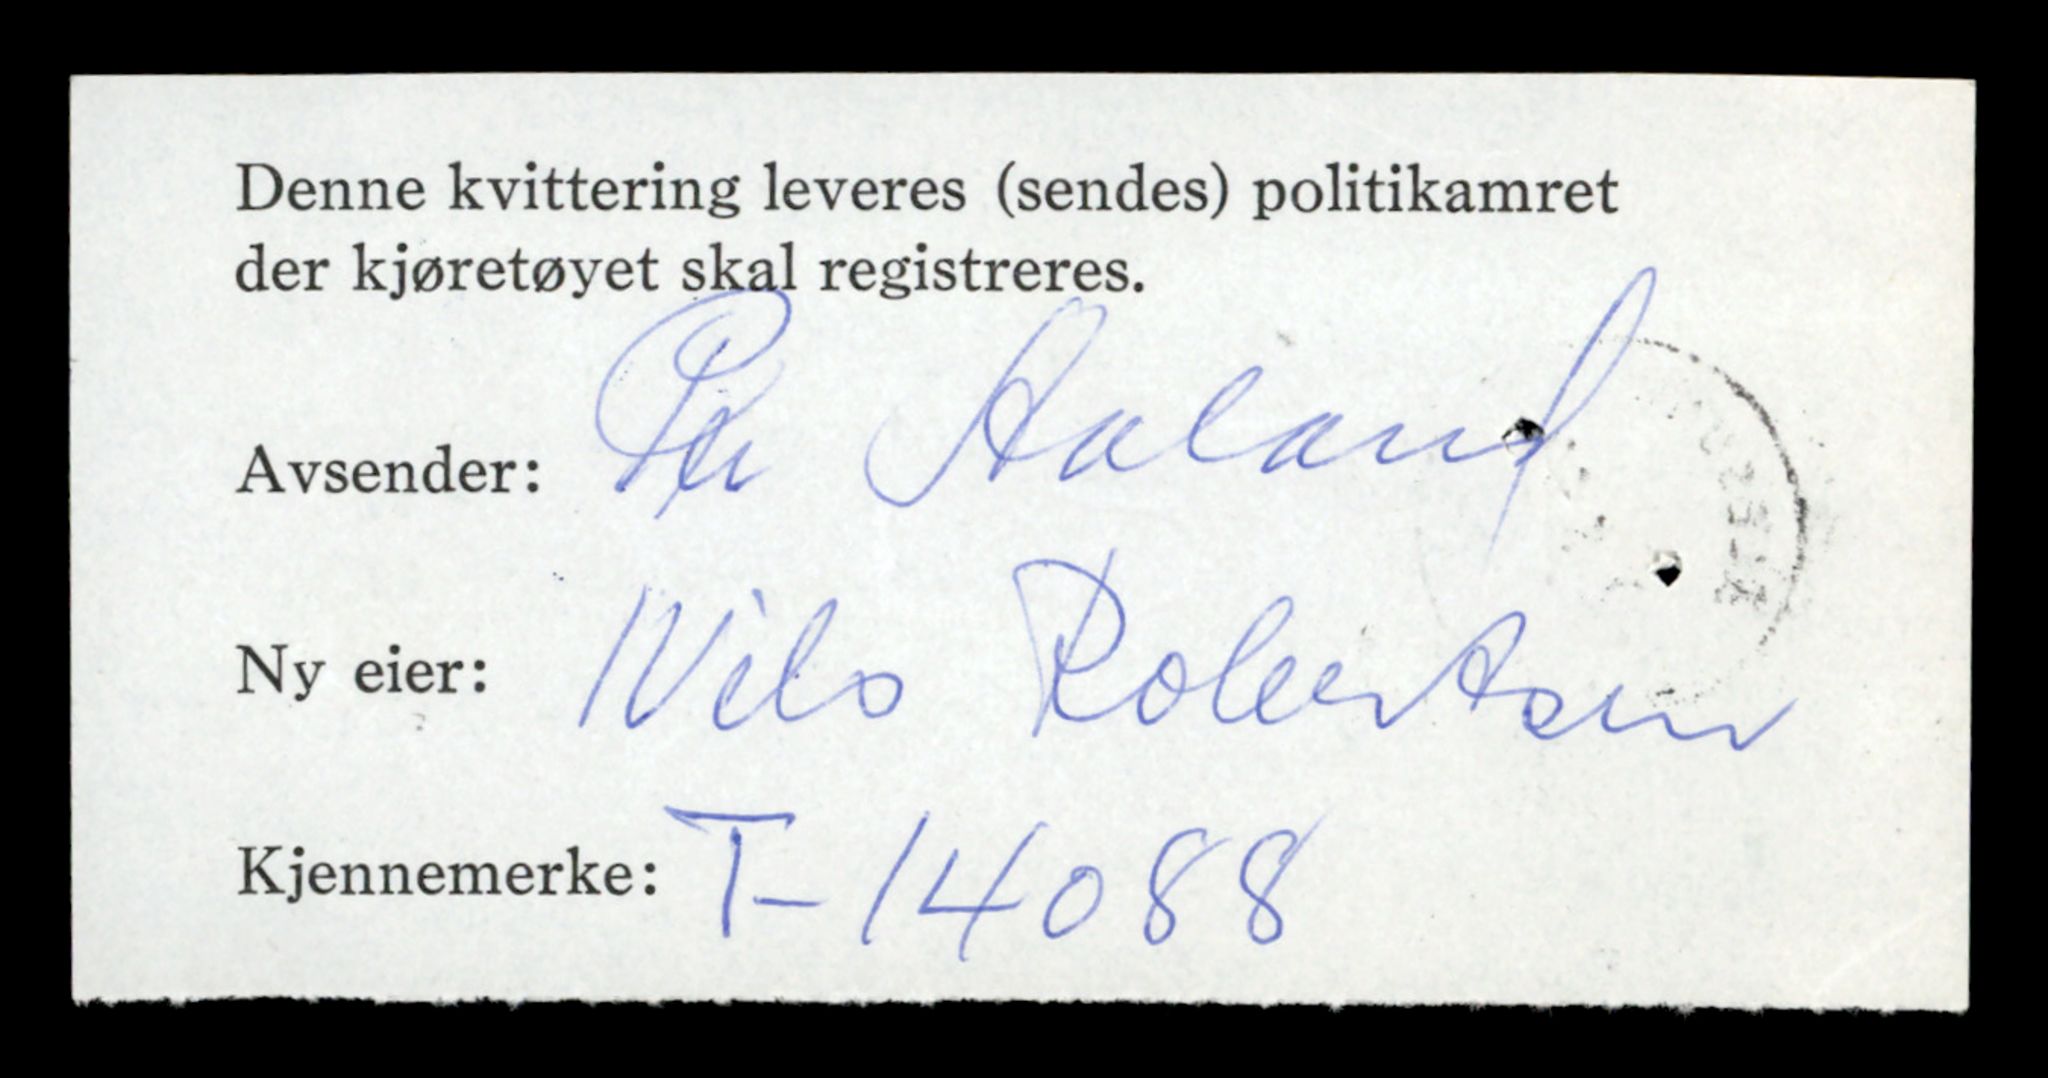 Denne kvittering leveres (sendes) politikamret
der kjøretøyet skal registreres.
Avsender: Per Aaland
Ny eier: Nils Robertsen
Kjennemerke: T-14088